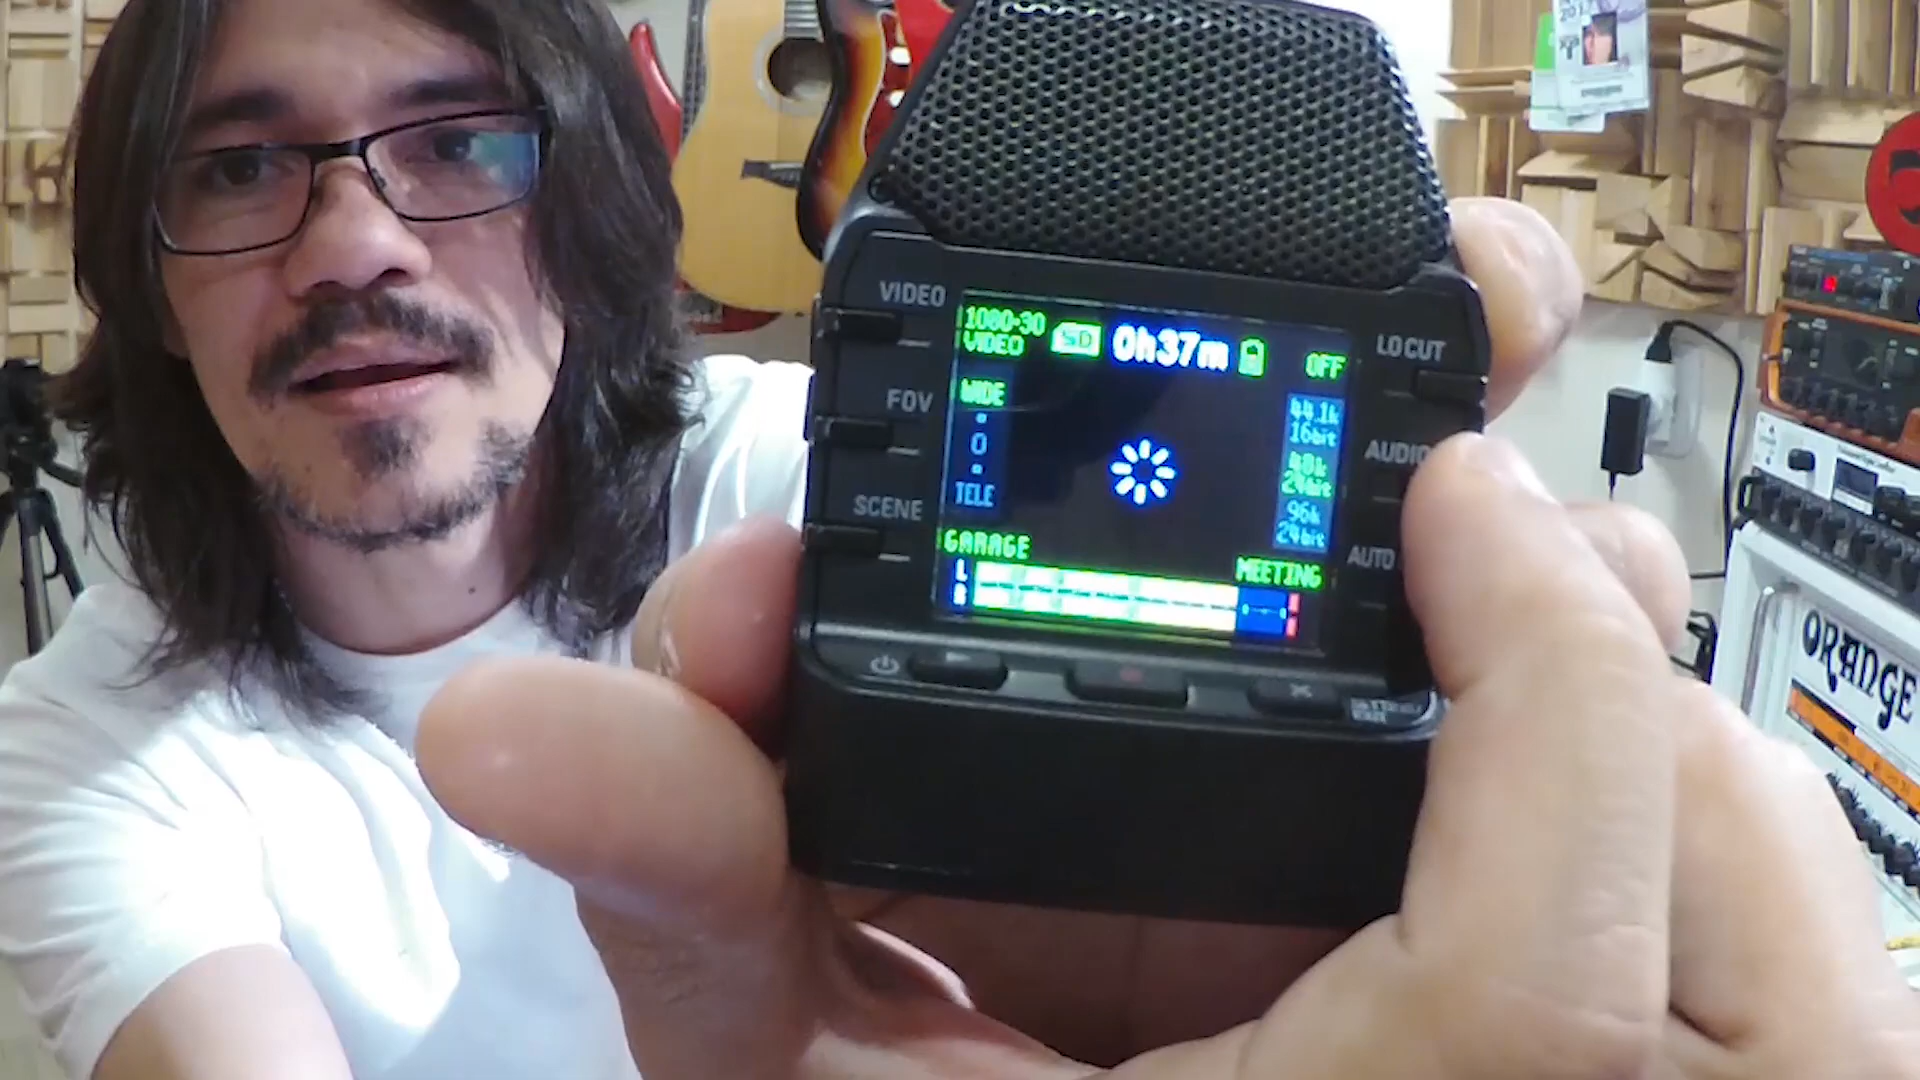 VIDEO
FOV
SCENE
1080·30
VIDEO
SD
0h37m
OFF
WIDE
TELE
44.1k
16bit
48k
24bit
96k
24bit
GARAGE
MEETING
L
R
LO CUT
AUDIO
AUTO
ORANGE